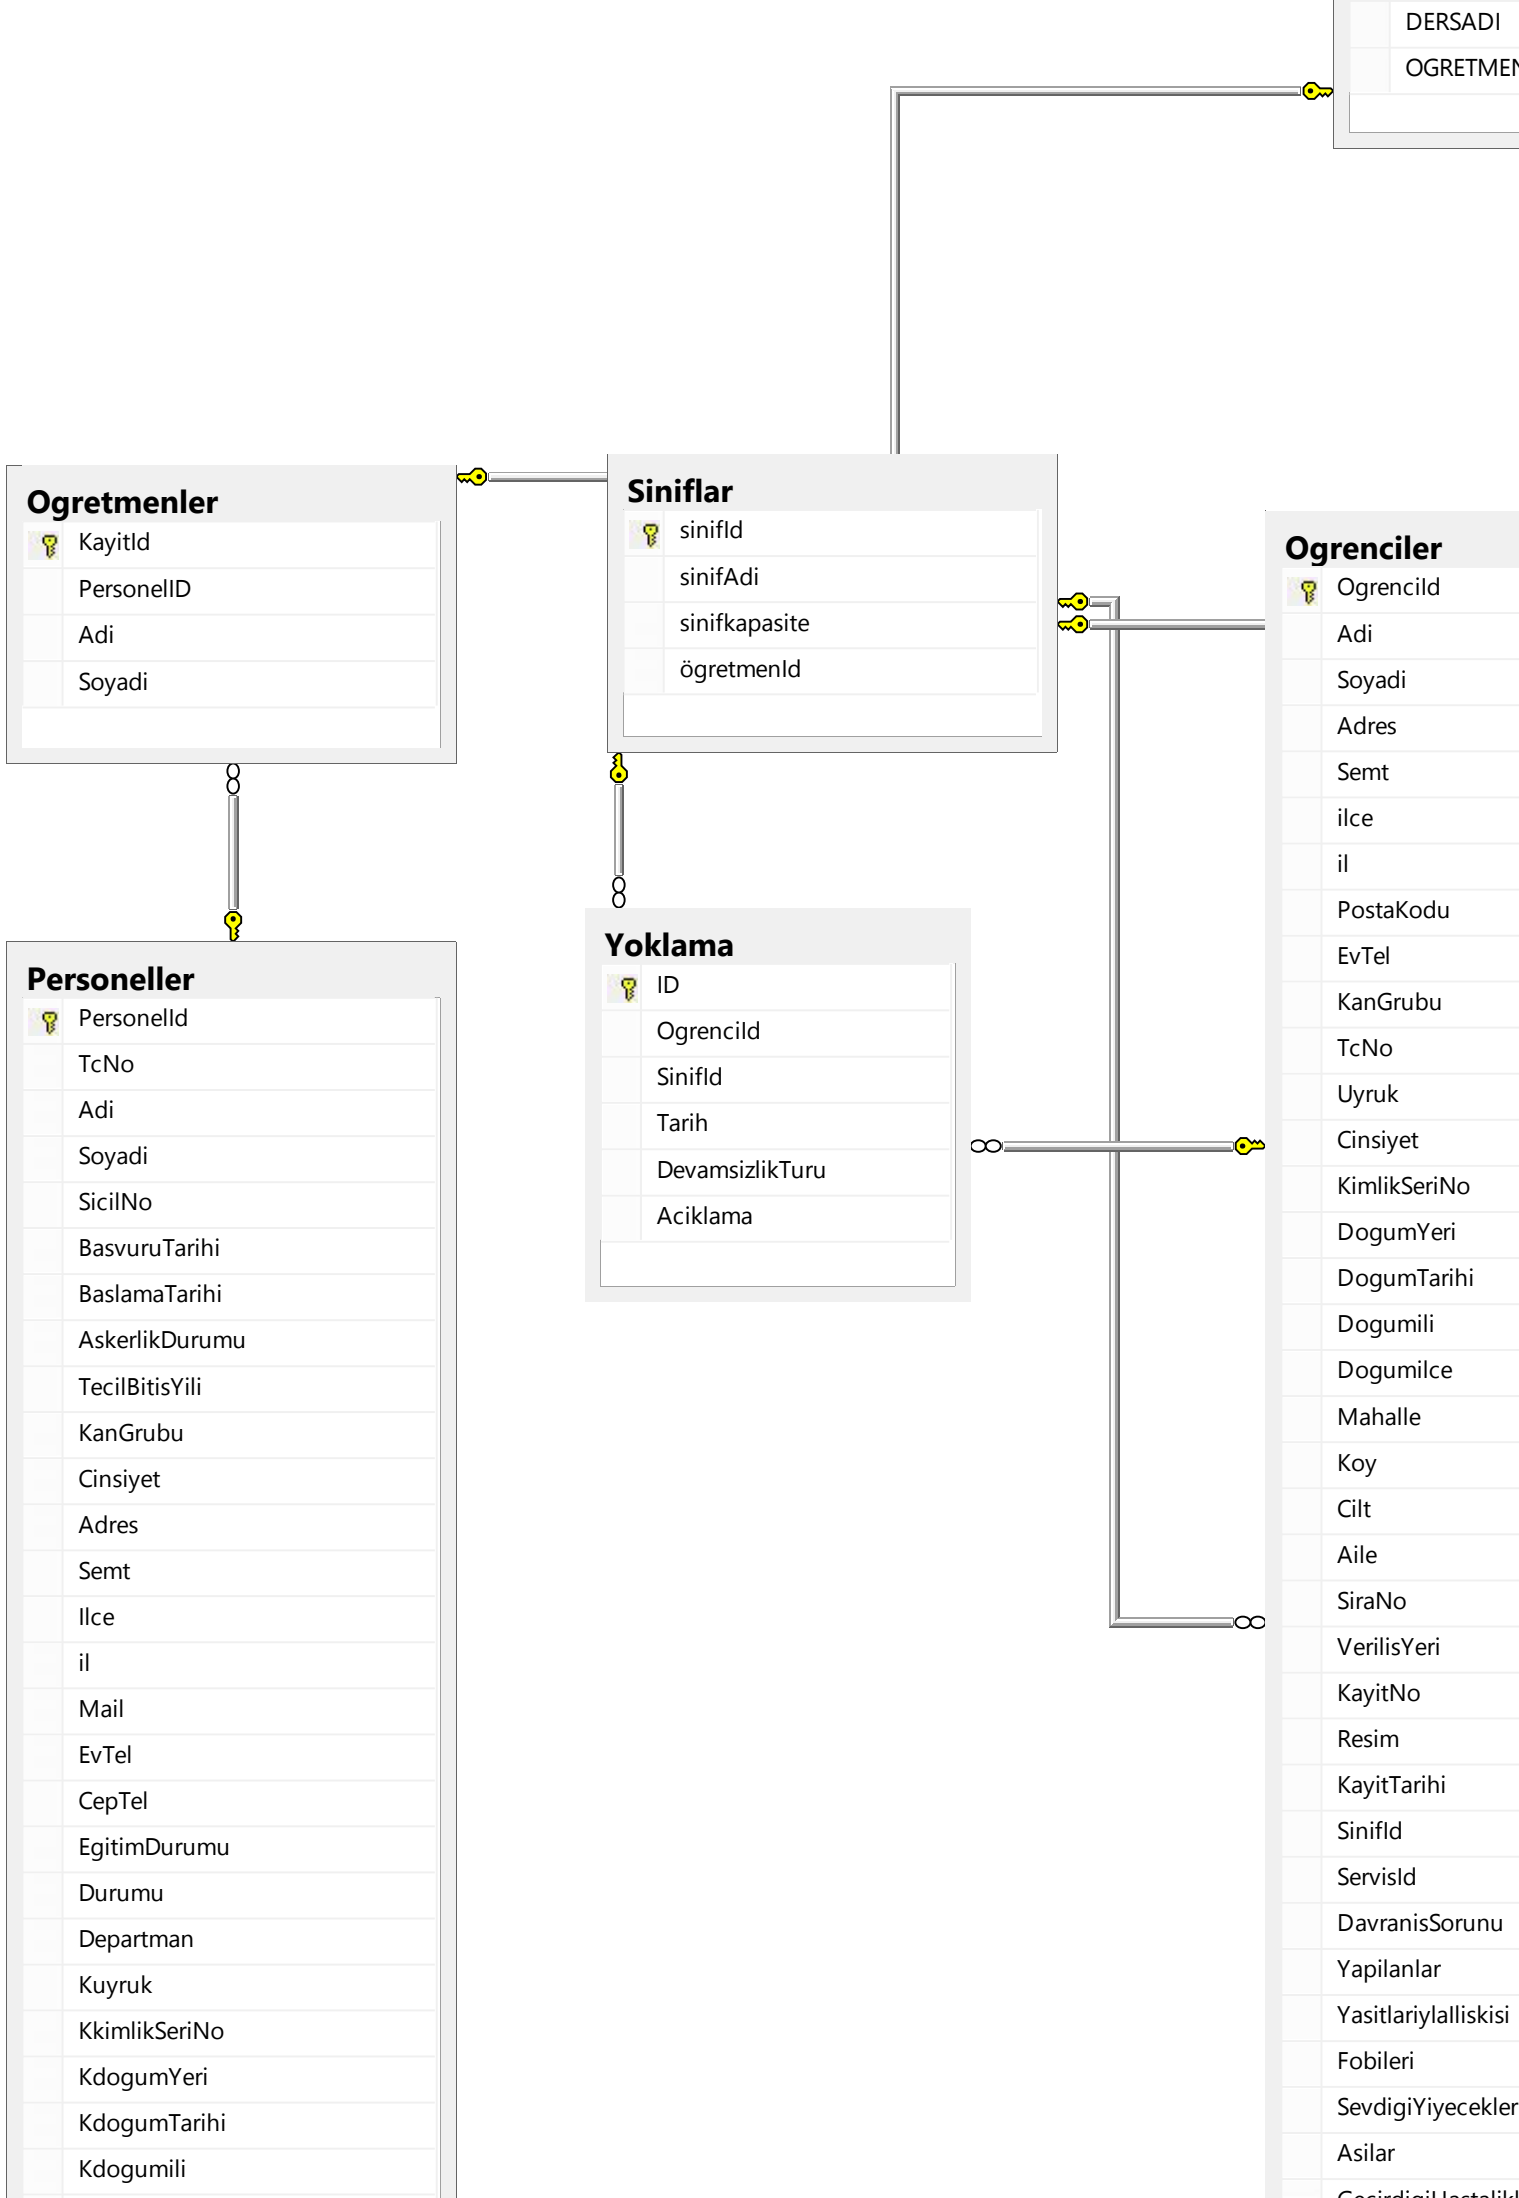 DERSADI
Ogretmenler
KayitId
PersonelID
Adi
Soyadi
Siniflar
sinifId
sinifAdi
sinifkapasite
ögretmenId
Personeller
PersonelId
TcNo
Adi
Soyadi
SicilNo
BasvuruTarihi
BaslamaTarihi
AskerlikDurumu
TecilBitisYili
KanGrubu
Cinsiyet
Adres
Semt
Ilce
il
Mail
EvTel
CepTel
EgitimDurumu
Durumu
Departman
Kuyruk
KkimlikSeriNo
KdogumYeri
KdogumTarihi
Kdogumili
Yoklama
ID
OgrenciId
SinifId
Tarih
DevamsizlikTuru
Aciklama
Ogrenciler
OgrenciId
Adi
Soyadi
Adres
Semt
ilce
il
PostaKodu
EvTel
KanGrubu
TcNo
Uyruk
Cinsiyet
KimlikSeriNo
DogumYeri
DogumTarihi
Dogumili
Dogumilce
Mahalle
Koy
Cilt
Aile
SiraNo
VerilisYeri
KayitNo
Resim
KayitTarihi
SinifId
ServisId
DavranisSorunu
Yapilanlar
YasitlariylaIliskisi
Fobileri
SevdigiYiyecekler
Asilar